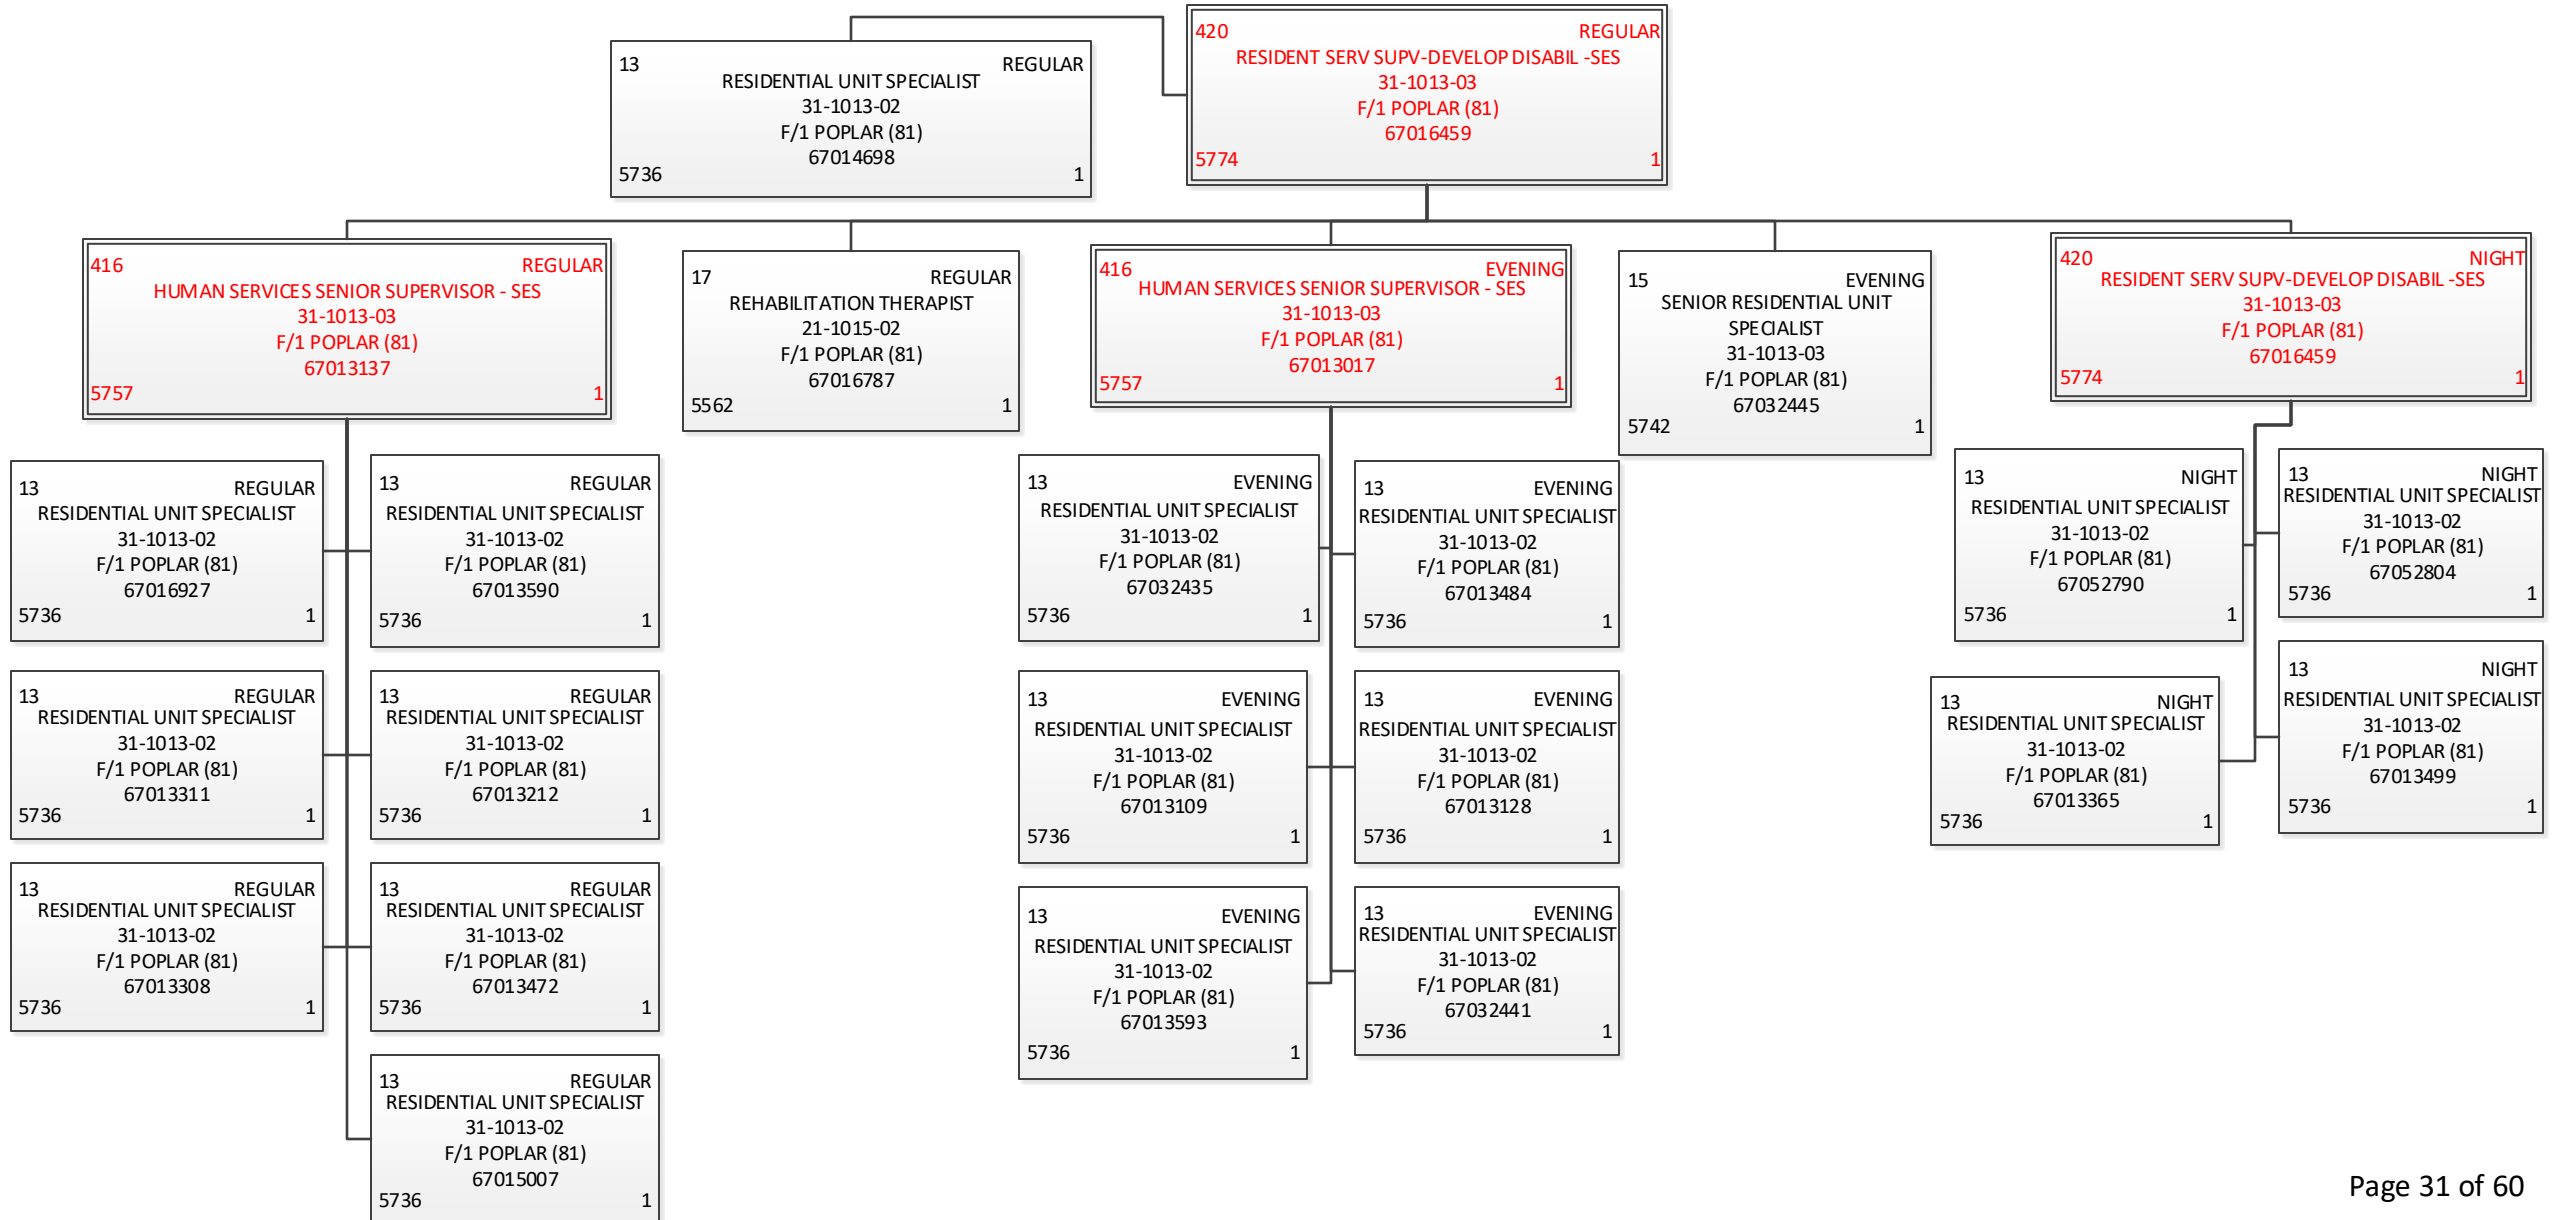 420 REGULAR
RESIDENT SERV SUPV-DEVELOP DISABIL -SES
31-1013-03
F/1 POPLAR (81)
67016459
5774 1
13 REGULAR
RESIDENTIAL UNIT SPECIALIST
31-1013-02
F/1 POPLAR (81)
67014698
5736 1
416 REGULAR
HUMAN SERVICES SENIOR SUPERVISOR - SES
31-1013-03
F/1 POPLAR (81)
67013137
5757 1
17 REGULAR
REHABILITATION THERAPIST
21-1015-02
F/1 POPLAR (81)
67016787
5562 1
416 EVENING
HUMAN SERVICES SENIOR SUPERVISOR - SES
31-1013-03
F/1 POPLAR (81)
67013017
5757 1
15 EVENING
SENIOR RESIDENTIAL UNIT
SPECIALIST
31-1013-03
F/1 POPLAR (81)
67032445
5742 1
420 NIGHT
RESIDENT SERV SUPV-DEVELOP DISABIL -SES
31-1013-03
F/1 POPLAR (81)
67016459
5774 1
13 REGULAR
RESIDENTIAL UNIT SPECIALIST
31-1013-02
F/1 POPLAR (81)
67016927
5736 1
13 REGULAR
RESIDENTIAL UNIT SPECIALIST
31-1013-02
F/1 POPLAR (81)
67013590
5736 1
13 REGULAR
RESIDENTIAL UNIT SPECIALIST
31-1013-02
F/1 POPLAR (81)
67013311
5736 1
13 REGULAR
RESIDENTIAL UNIT SPECIALIST
31-1013-02
F/1 POPLAR (81)
67013212
5736 1
13 REGULAR
RESIDENTIAL UNIT SPECIALIST
31-1013-02
F/1 POPLAR (81)
67013308
5736 1
13 REGULAR
RESIDENTIAL UNIT SPECIALIST
31-1013-02
F/1 POPLAR (81)
67013472
5736 1
13 REGULAR
RESIDENTIAL UNIT SPECIALIST
31-1013-02
F/1 POPLAR (81)
67015007
5736 1
13 EVENING
RESIDENTIAL UNIT SPECIALIST
31-1013-02
F/1 POPLAR (81)
67032435
5736 1
13 EVENING
RESIDENTIAL UNIT SPECIALIST
31-1013-02
F/1 POPLAR (81)
67013484
5736 1
13 EVENING
RESIDENTIAL UNIT SPECIALIST
31-1013-02
F/1 POPLAR (81)
67013109
5736 1
13 EVENING
RESIDENTIAL UNIT SPECIALIST
31-1013-02
F/1 POPLAR (81)
67013128
5736 1
13 EVENING
RESIDENTIAL UNIT SPECIALIST
31-1013-02
F/1 POPLAR (81)
67013593
5736 1
13 EVENING
RESIDENTIAL UNIT SPECIALIST
31-1013-02
F/1 POPLAR (81)
67032441
5736 1
13 NIGHT
RESIDENTIAL UNIT SPECIALIST
31-1013-02
F/1 POPLAR (81)
67052790
5736 1
13 NIGHT
RESIDENTIAL UNIT SPECIALIST
31-1013-02
F/1 POPLAR (81)
67052804
5736 1
13 NIGHT
RESIDENTIAL UNIT SPECIALIST
31-1013-02
F/1 POPLAR (81)
67013365
5736 1
13 NIGHT
RESIDENTIAL UNIT SPECIALIST
31-1013-02
F/1 POPLAR (81)
67013499
5736 1
Page 31 of 60